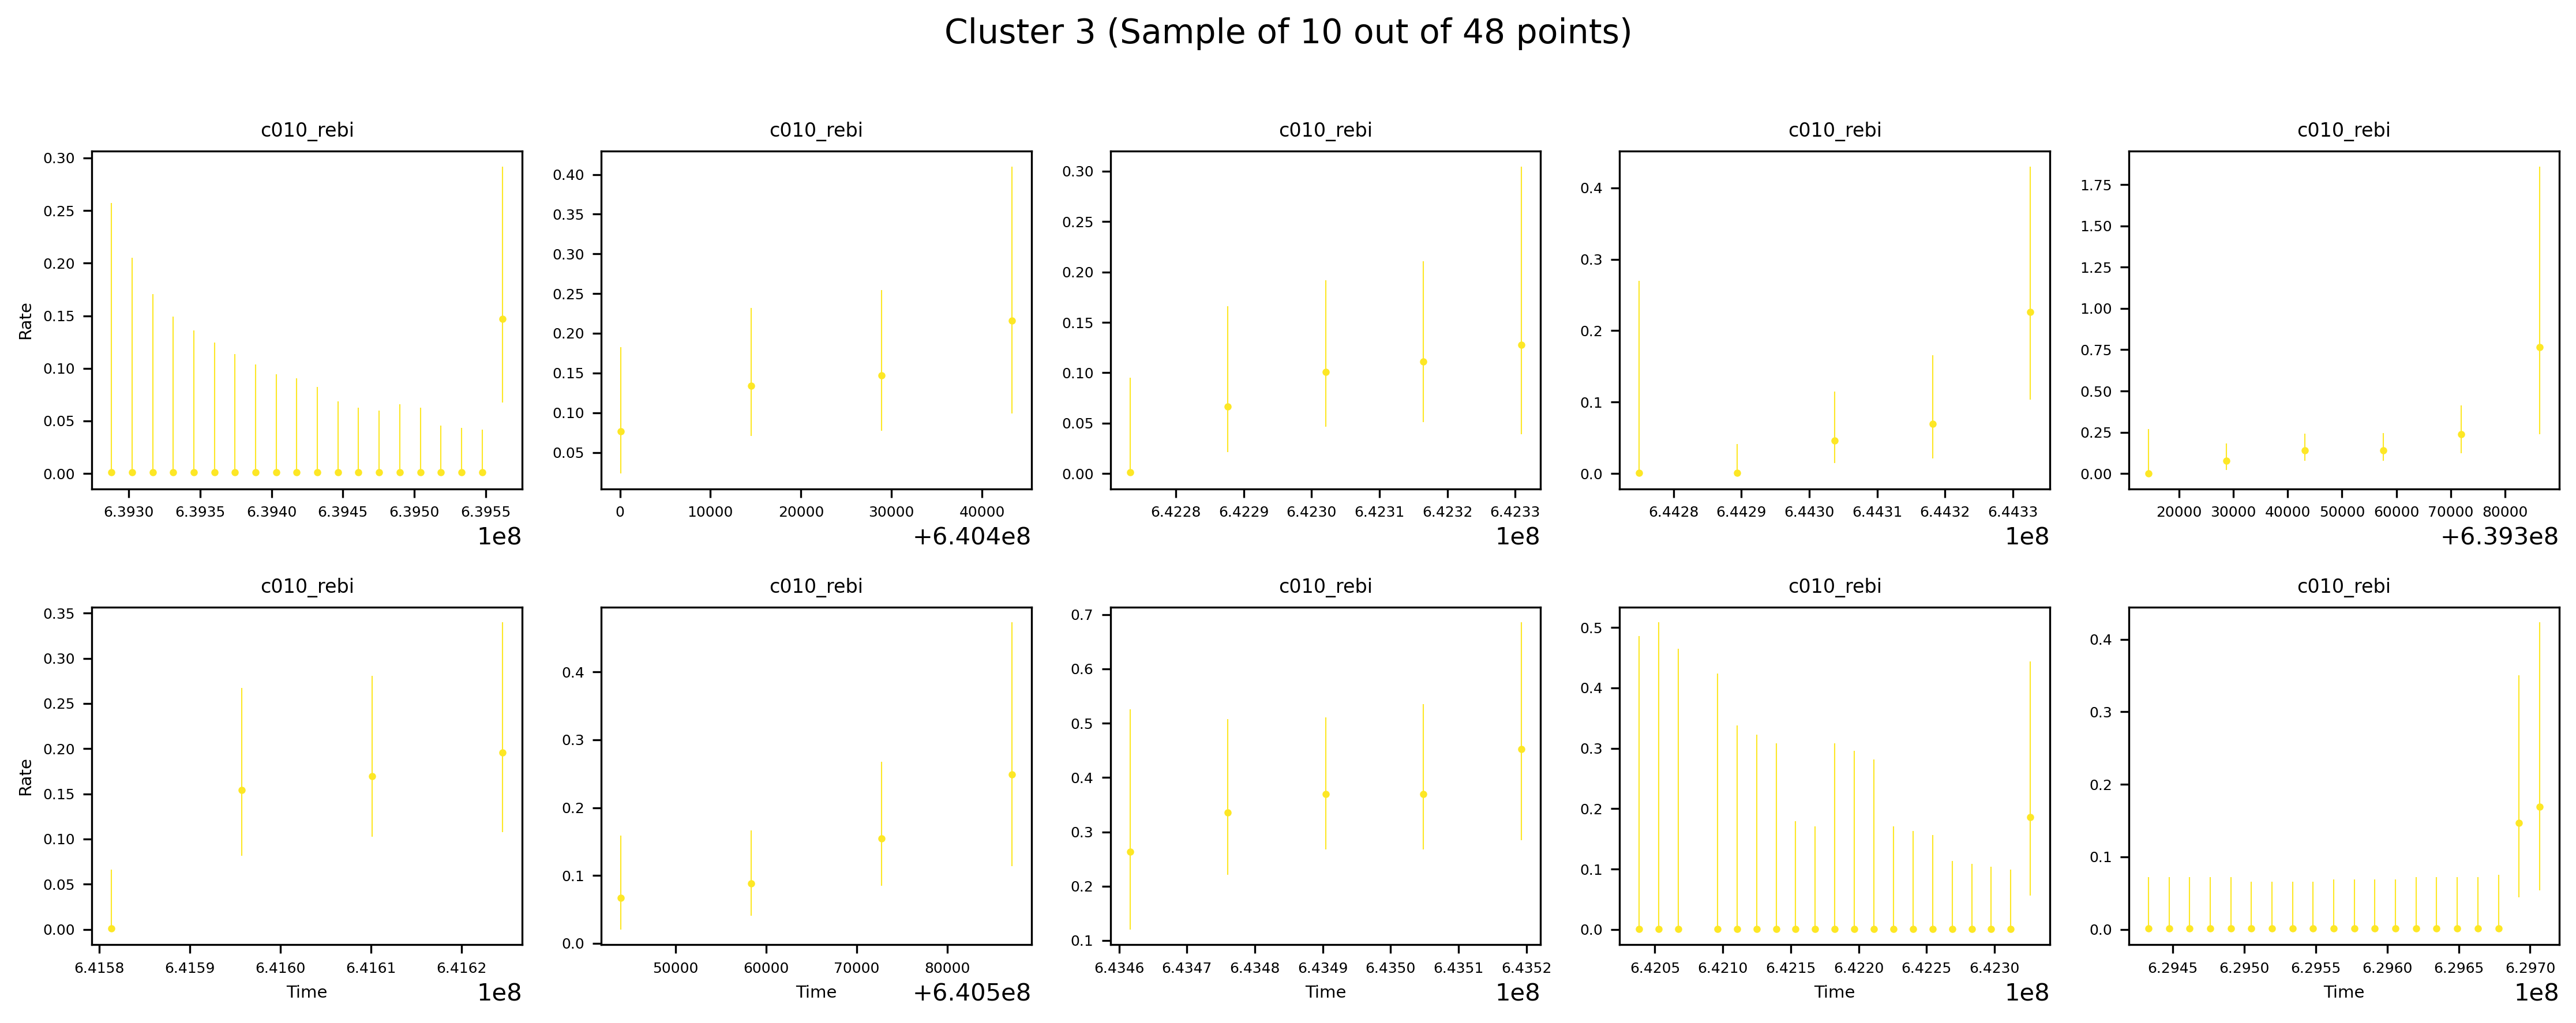 Cluster 3 (Sample of 10 out of 48 points)
c010_rebi c010_rebi c010_rebi c010_rebi c010_rebi
Rate
0.30
0.25
0.20
0.15
0.10
0.05
0.00
6.3930 6.3935 6.3940 6.3945 6.3950 6.3955
1e8
0.40
0.35
0.30
0.25
0.20
0.15
0.10
0.05
0 10000 20000 30000 40000
+6.404e8
0.30
0.25
0.20
0.15
0.10
0.05
0.00
6.4228 6.4229 6.4230 6.4231 6.4232 6.4233
1e8
0.4
0.3
0.2
0.1
0.0
6.4428 6.4429 6.4430 6.4431 6.4432 6.4433
1e8
1.75
1.50
1.25
1.00
0.75
0.50
0.25
0.00
20000 30000 40000 50000 60000 70000 80000
+6.393e8
c010_rebi c010_rebi c010_rebi c010_rebi c010_rebi
Rate
0.35
0.30
0.25
0.20
0.15
0.10
0.05
0.00
6.4158 6.4159 6.4160 6.4161 6.4162
Time
1e8
0.4
0.3
0.2
0.1
0.0
50000 60000 70000 80000
Time
+6.405e8
0.7
0.6
0.5
0.4
0.3
0.2
0.1
6.4346 6.4347 6.4348 6.4349 6.4350 6.4351 6.4352
Time
1e8
0.5
0.4
0.3
0.2
0.1
0.0
6.4205 6.4210 6.4215 6.4220 6.4225 6.4230
Time
1e8
0.4
0.3
0.2
0.1
0.0
6.2945 6.2950 6.2955 6.2960 6.2965 6.2970
Time
1e8